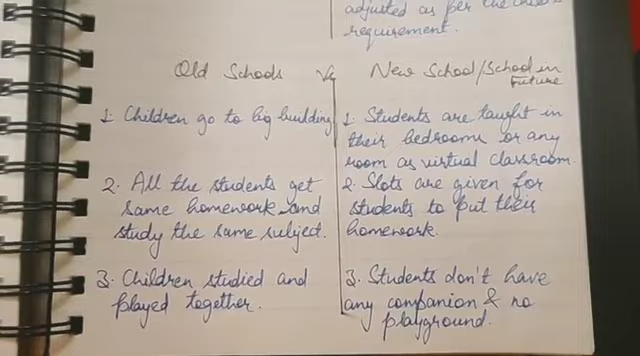 adjusted as per the child's
requirement.
Old Schools Vs New School/School in
Future
1. Children go to big building
2. All the students get
same homework and
study the same subject.
3. Children studied and
played together.
1. Students are taught in
their bedrooms or any
room as virtual classroom.
2. Slots are given for
students to put their
homework.
3. Students don't have
any companion & no
playground.